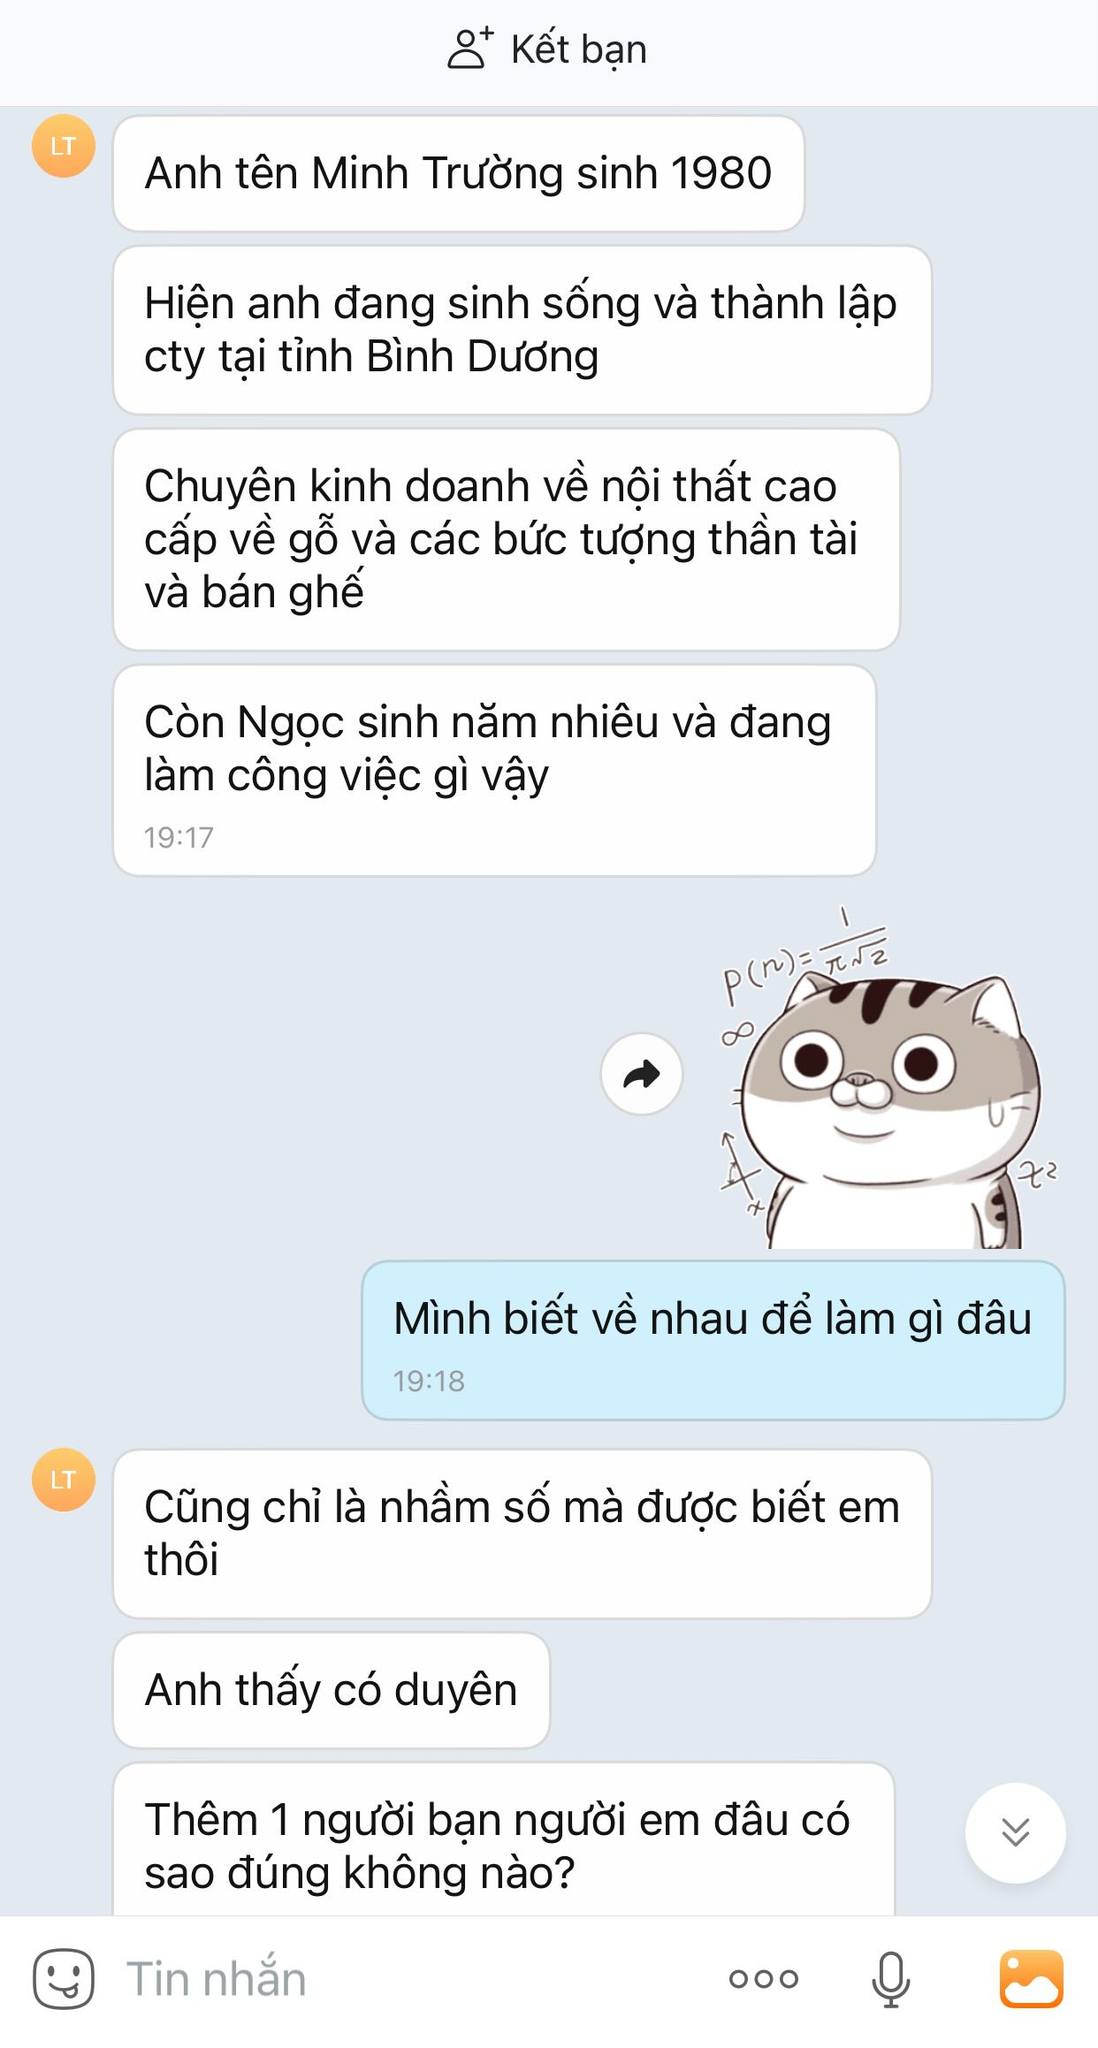 Kết bạn
LT
Anh tên Minh Trường sinh 1980
Hiện anh đang sinh sống và thành lập
cty tại tỉnh Bình Dương
Chuyên kinh doanh về nội thất cao
cấp về gỗ và các bức tượng thần tài
và bán ghế
Còn Ngọc sinh năm nhiêu và đang
làm công việc gì vậy
19:17
p(n)=1/π√2
∞
x
x²
Mình biết về nhau để làm gì đâu
19:18
LT
Cũng chỉ là nhầm số mà được biết em
thôi
Anh thấy có duyên
Thêm 1 người bạn người em đâu có
sao đúng không nào?
Tin nhắn